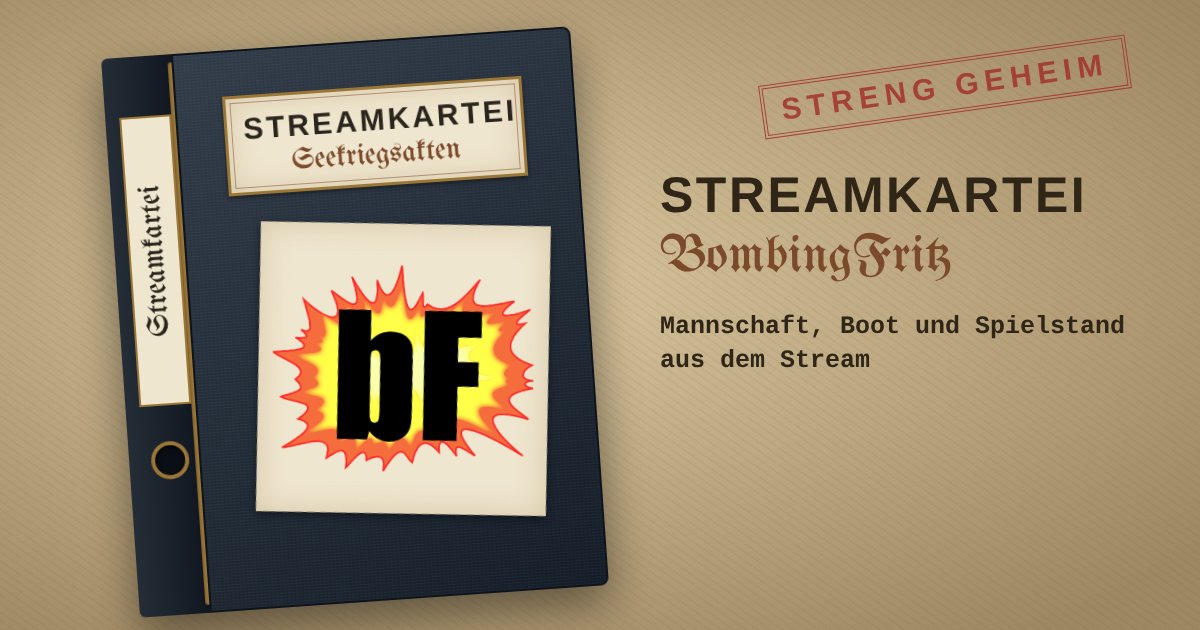 Streamkartei
STREAMKARTEI
Seekriegsakten
bF
STRENG GEHEIM
STREAMKARTEI
BombingFritz
Mannschaft, Boot und Spielstand
aus dem Stream